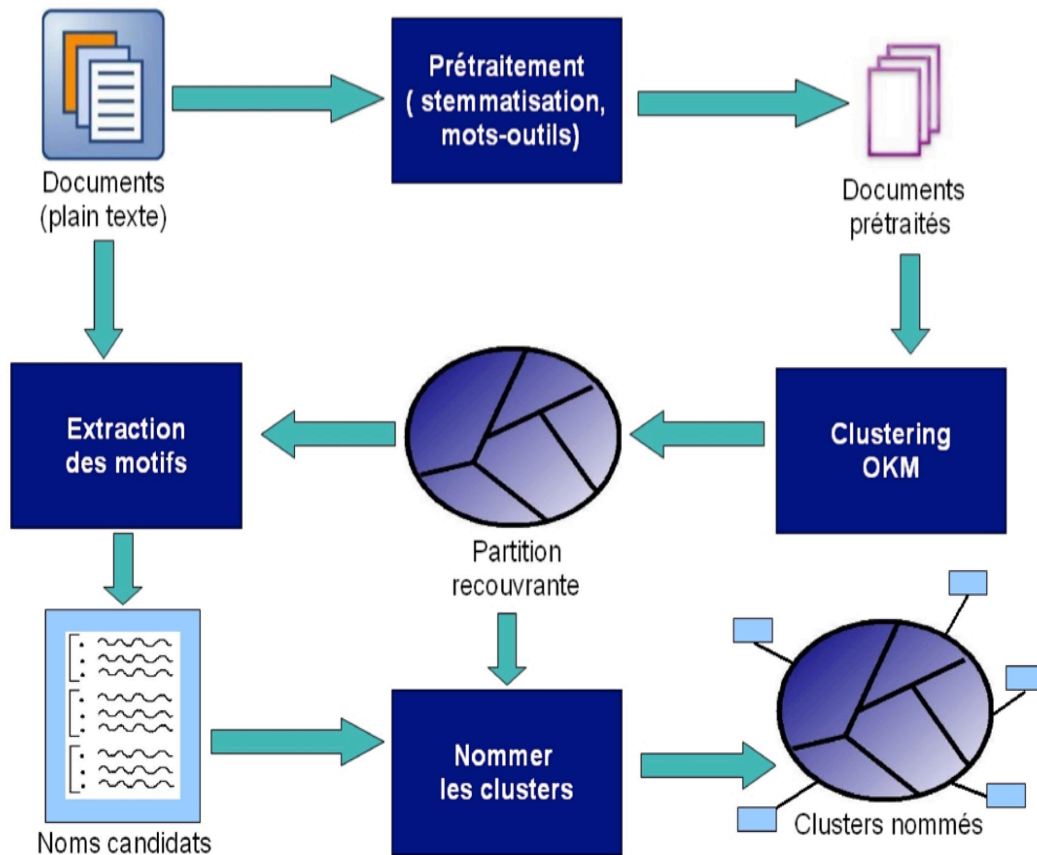 Prétraitement
( stemmatisation,
mots-outils)
Documents
(plain texte)
Documents
prétraités
Extraction
des motifs
Clustering
OKM
Partition
recouvrante
Nommer
les clusters
Noms candidats
Clusters nommés